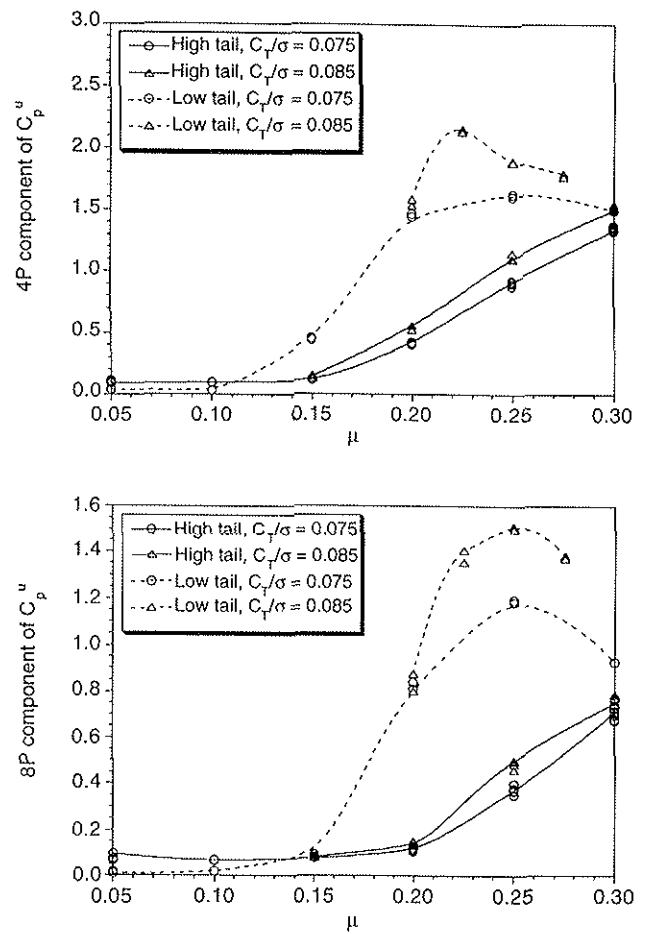 3.0
2.5
2.0
1.5
1.0
0.5
0.0
4P component of C_p^u
High tail, C_T/σ = 0.075
High tail, C_T/σ = 0.085
Low tail, C_T/σ = 0.075
Low tail, C_T/σ = 0.085
0.05 0.10 0.15 0.20 0.25 0.30
μ
1.6
1.4
1.2
1.0
0.8
0.6
0.4
0.2
0.0
8P component of C_p^u
High tail, C_T/σ = 0.075
High tail, C_T/σ = 0.085
Low tail, C_T/σ = 0.075
Low tail, C_T/σ = 0.085
0.05 0.10 0.15 0.20 0.25 0.30
μ